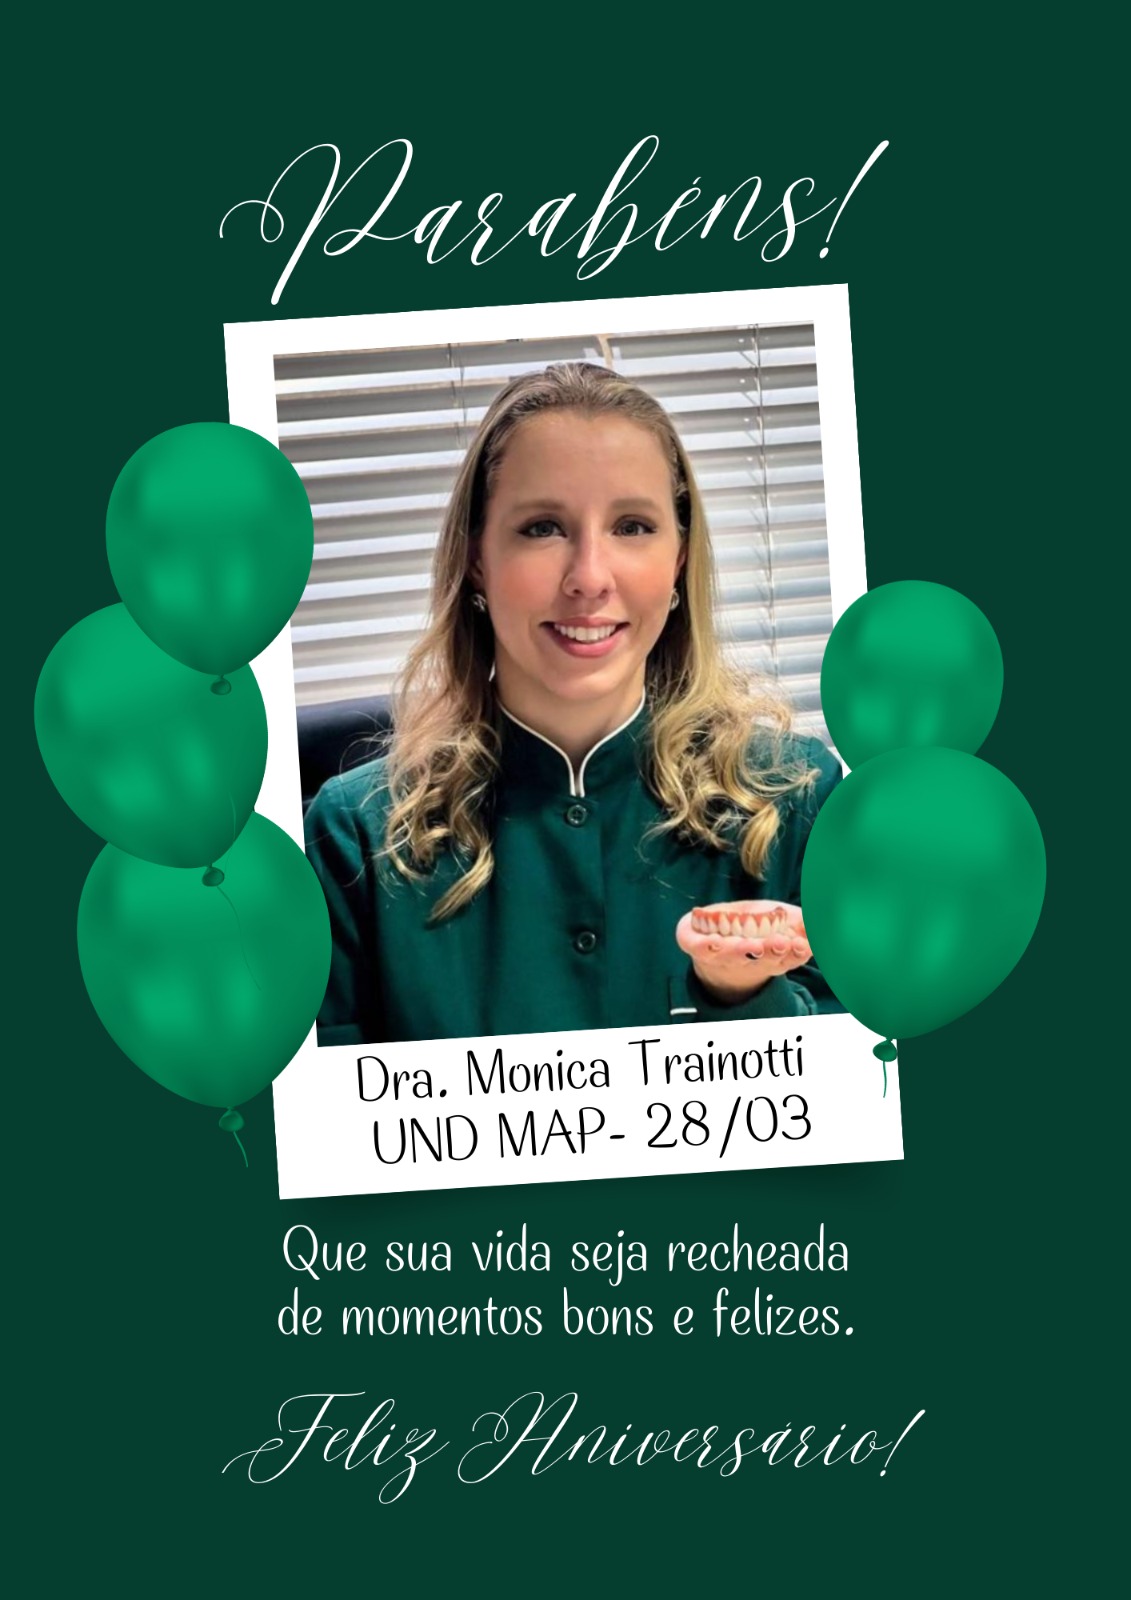 Parabéns!
Dra. Monica Trainotti
UND MAP- 28/03
Que sua vida seja recheada
de momentos bons e felizes.
Feliz Aniversário!